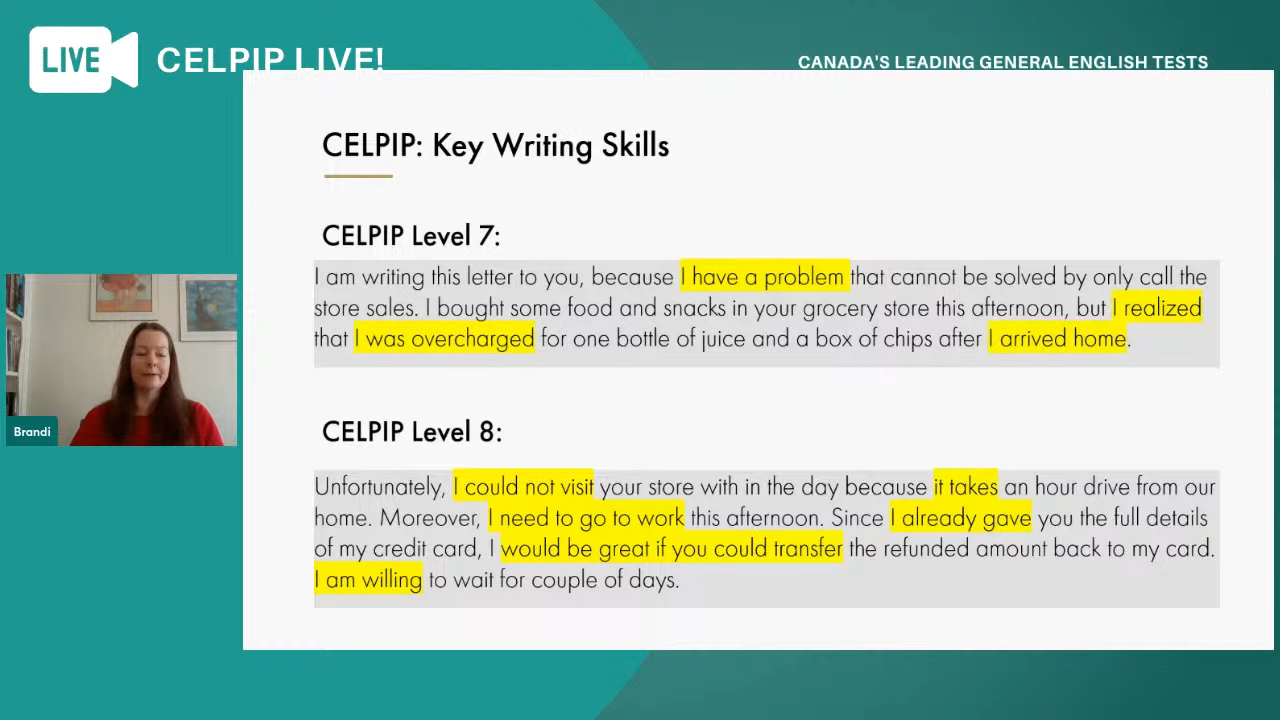 LIVE
CELPIP LIVE!
CANADA'S LEADING GENERAL ENGLISH TESTS
CELPIP: Key Writing Skills
CELPIP Level 7:
I am writing this letter to you, because I have a problem that cannot be solved by only call the
store sales. I bought some food and snacks in your grocery store this afternoon, but I realized
that I was overcharged for one bottle of juice and a box of chips after I arrived home.
Brandi
CELPIP Level 8:
Unfortunately, I could not visit your store with in the day because it takes an hour drive from our
home. Moreover, I need to go to work this afternoon. Since I already gave you the full details
of my credit card, I would be great if you could transfer the refunded amount back to my card.
I am willing to wait for couple of days.